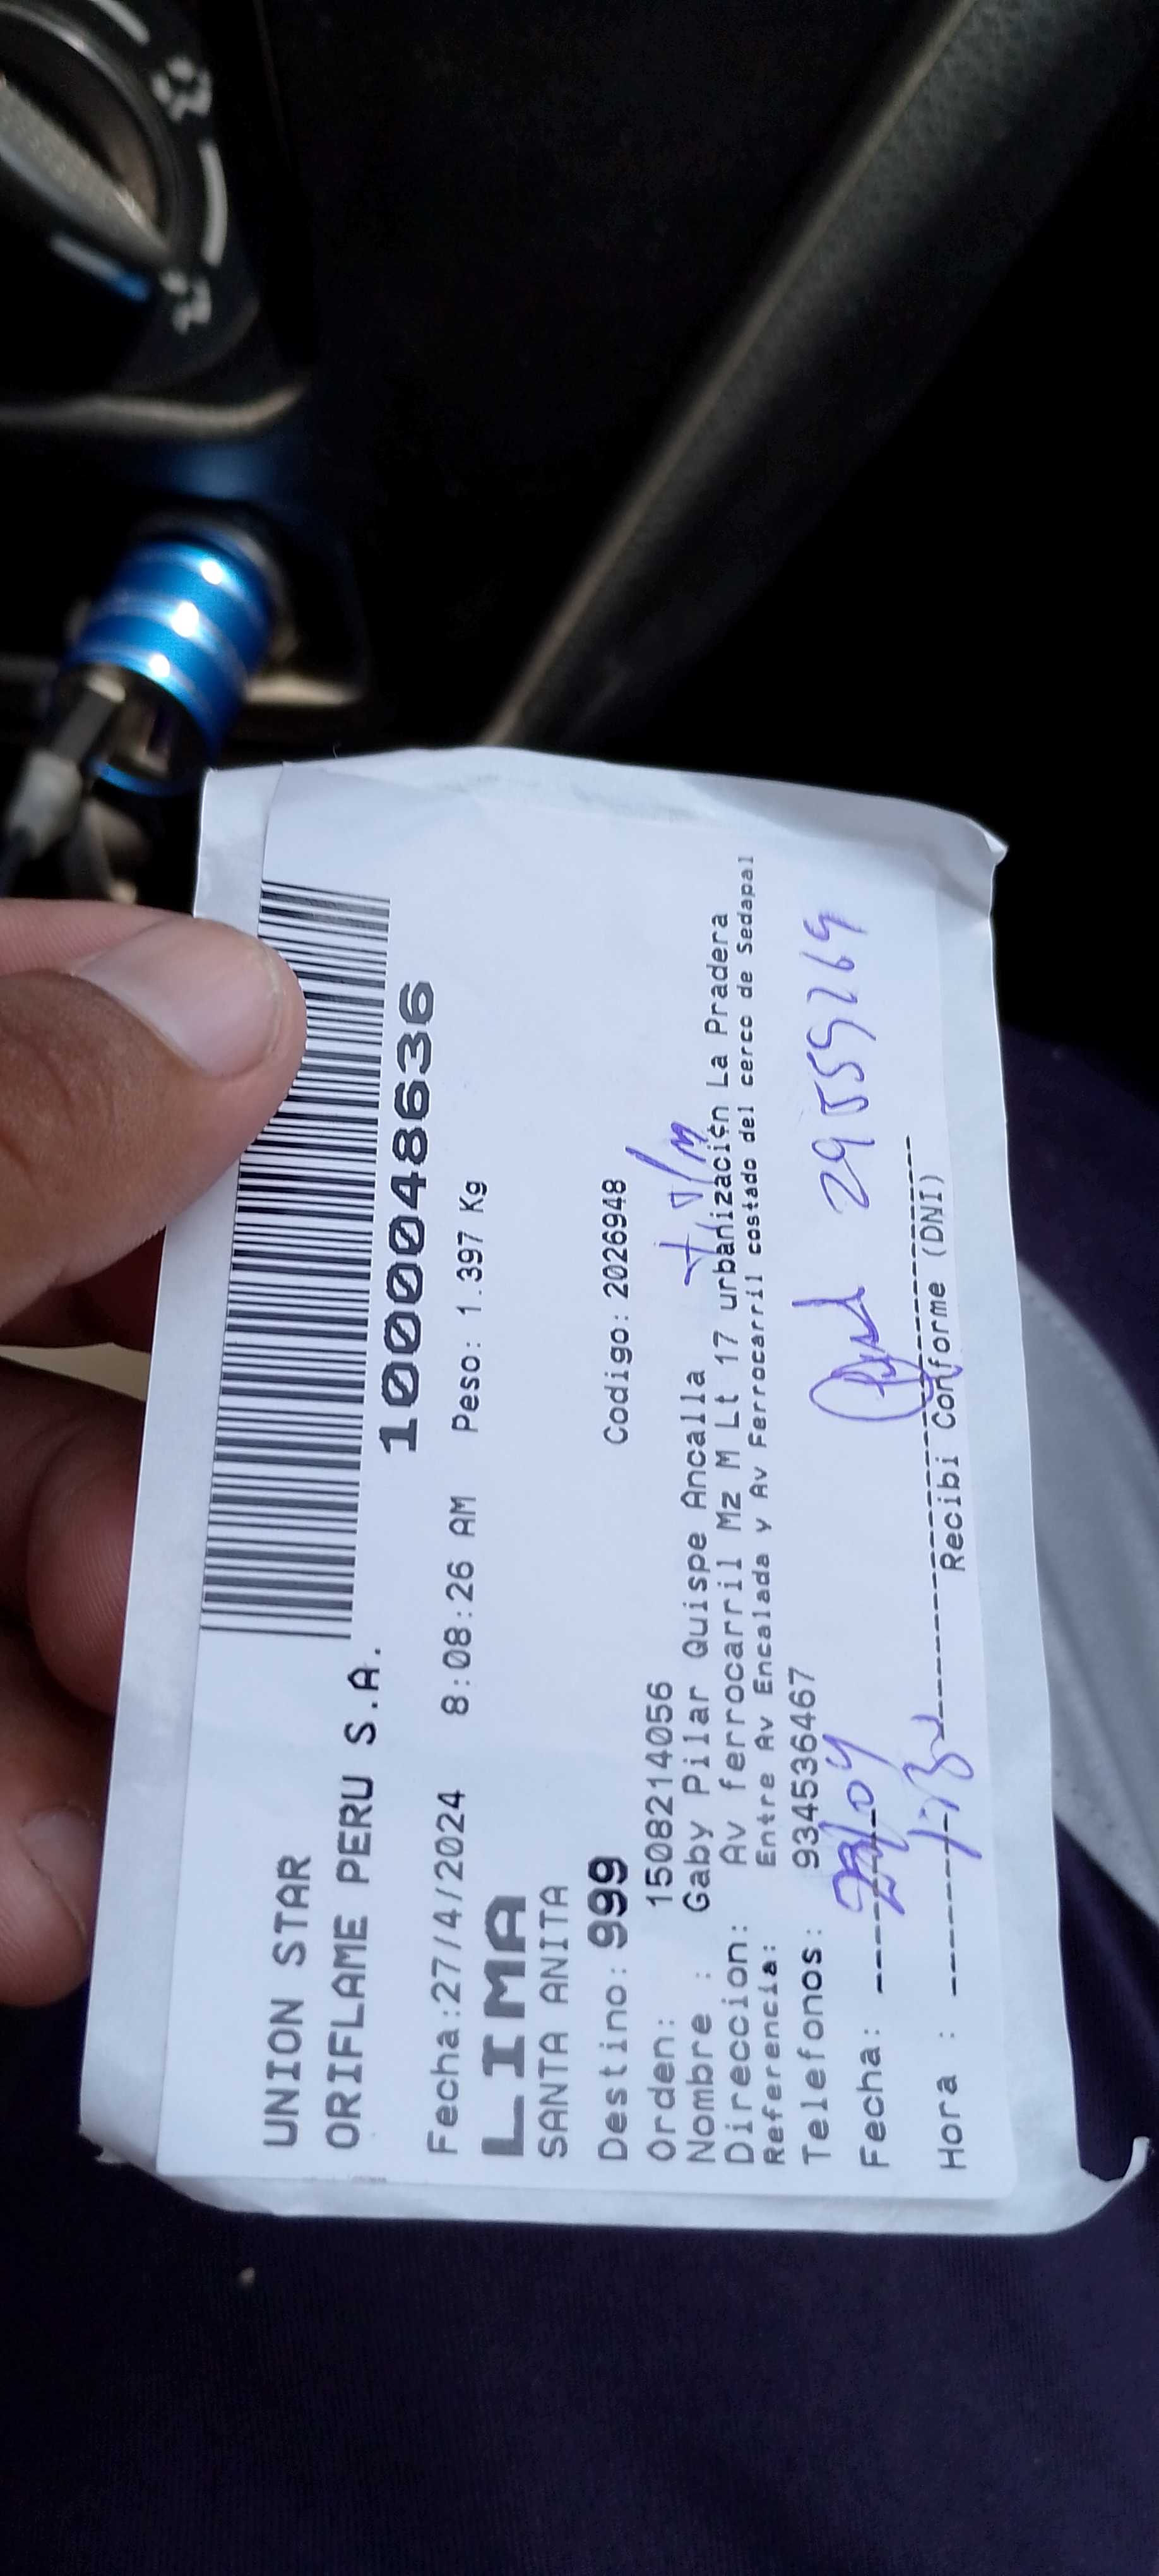 UNION STAR
ORIFLAME PERU S.A.
1000048636
Fecha:27/4/2024 8:08:26 AM Peso: 1.397 Kg
LIMA
SANTA ANITA
Destino: 999 Codigo: 2026948
Orden: 1508214056
Nombre : Gaby Pilar Quispe Ancalla
Direccion: Av ferrocarril Mz M Lt 17 urbanización La Pradera
Referencia: Entre Av Encalada y Av Ferrocarril costado del cerco de Sedapal
Telefonos: 934536467
29559269
Fecha:
Hora :
Recibi Conforme (DNI)